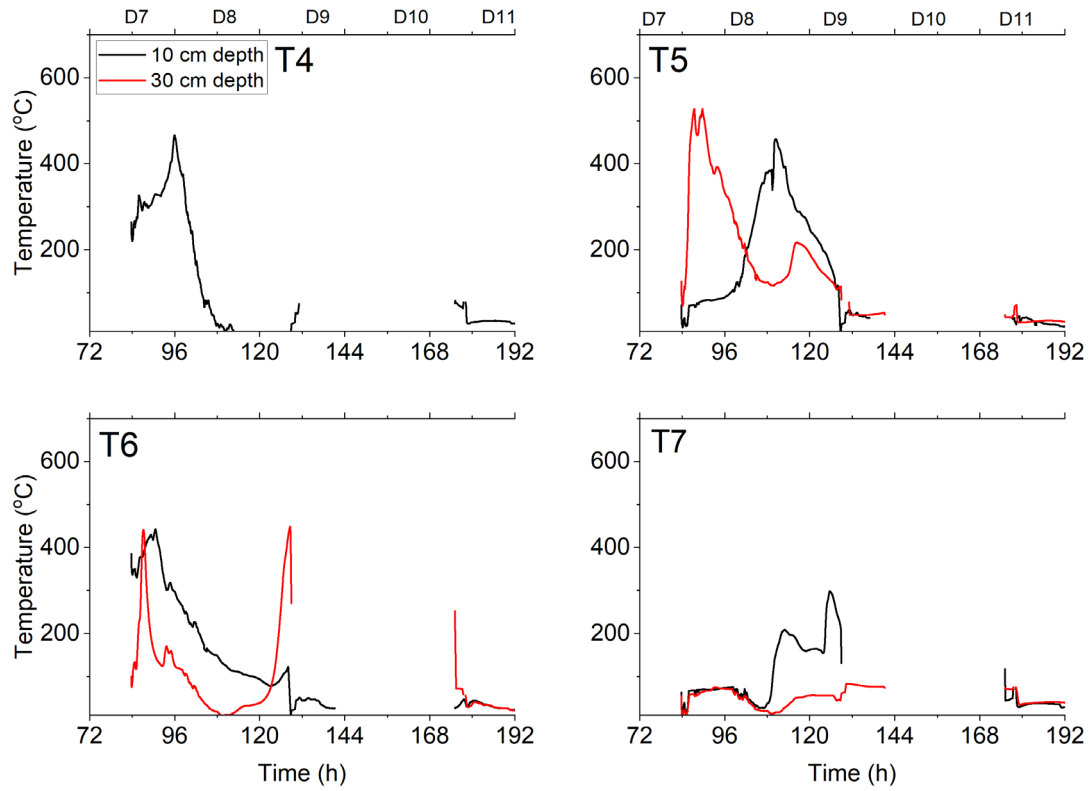 D7 D8 D9 D11
D7 D8 D9 D10 D11
10 cm depth
30 cm depth
T4
T5
Temperature (°C)
600
400
200
72 96 120 144 168 192
600
400
200
72 96 120 144 168 192
T6
T7
Temperature (°C)
600
400
200
72 96 120 144 168 192
Time (h)
600
400
200
72 96 120 144 168 192
Time (h)